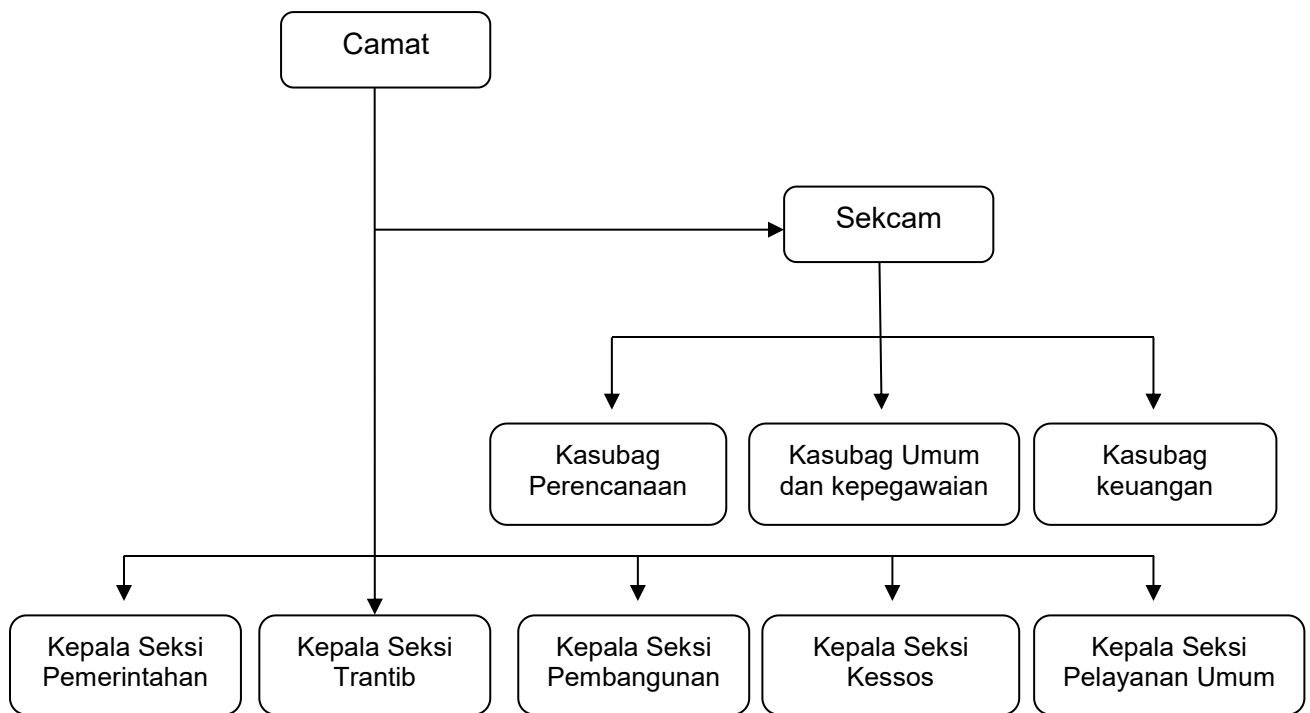 Camat
Sekcam
Kasubag
Perencanaan
Kasubag Umum
dan kepegawaian
Kasubag
keuangan
Kepala Seksi
Pemerintahan
Kepala Seksi
Trantib
Kepala Seksi
Pembangunan
Kepala Seksi
Kessos
Kepala Seksi
Pelayanan Umum